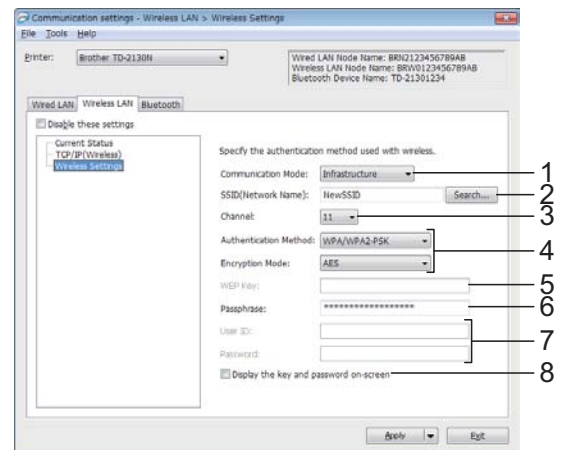 Communication settings - Wireless LAN > Wireless Settings
File Tools Help
Printer: Brother TD-2130N
Wired LAN Node Name: BRN2123456789AB
Wireless LAN Node Name: BRW0123456789AB
Bluetooth Device Name: TD-21301234
Wired LAN Wireless LAN Bluetooth
Disable these settings
Current Status
TCP/IP(Wireless)
Wireless Settings
Specify the authentication method used with wireless.
Communication Mode: Infrastructure 1
SSID(Network Name): NewSSID Search... 2
Channel: 11 3
Authentication Method: WPA/WPA2-PSK
4
Encryption Mode: AES
WEP Key: 5
Passphrase: ****************** 6
User ID:
7
Password:
Display the key and password on-screen 8
Apply Exit